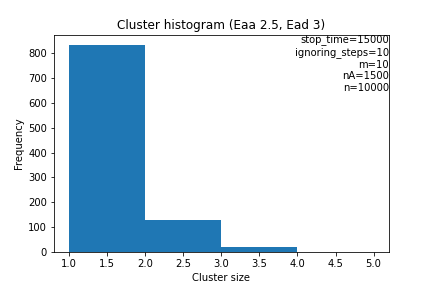 Cluster histogram (Eaa 2.5, Ead 3)
stop_time=15000
ignoring_steps=10
m=10
nA=1500
n=10000
800
700
600
500
400
300
200
100
0
Frequency
1.0 1.5 2.0 2.5 3.0 3.5 4.0 4.5 5.0
Cluster size